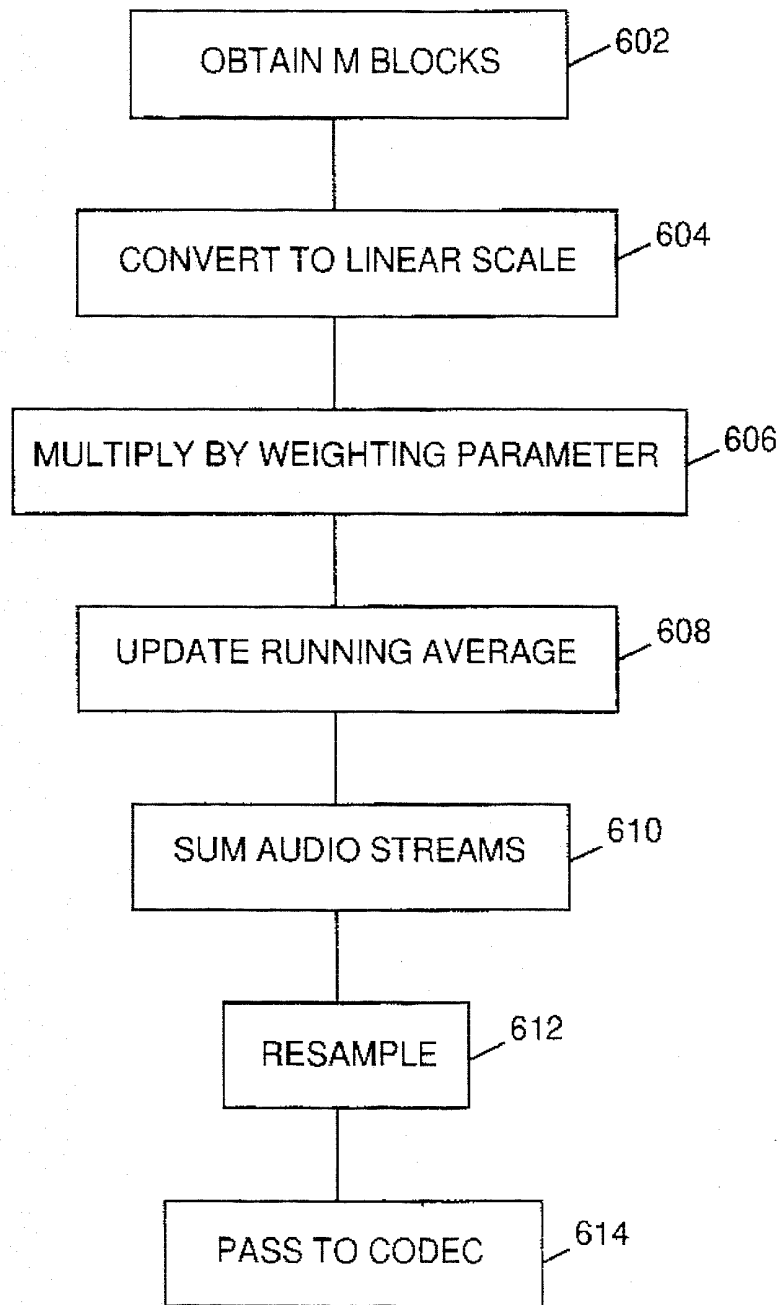 OBTAIN M BLOCKS
602
CONVERT TO LINEAR SCALE
604
MULTIPLY BY WEIGHTING PARAMETER
606
UPDATE RUNNING AVERAGE
608
SUM AUDIO STREAMS
610
RESAMPLE
612
PASS TO CODEC
614